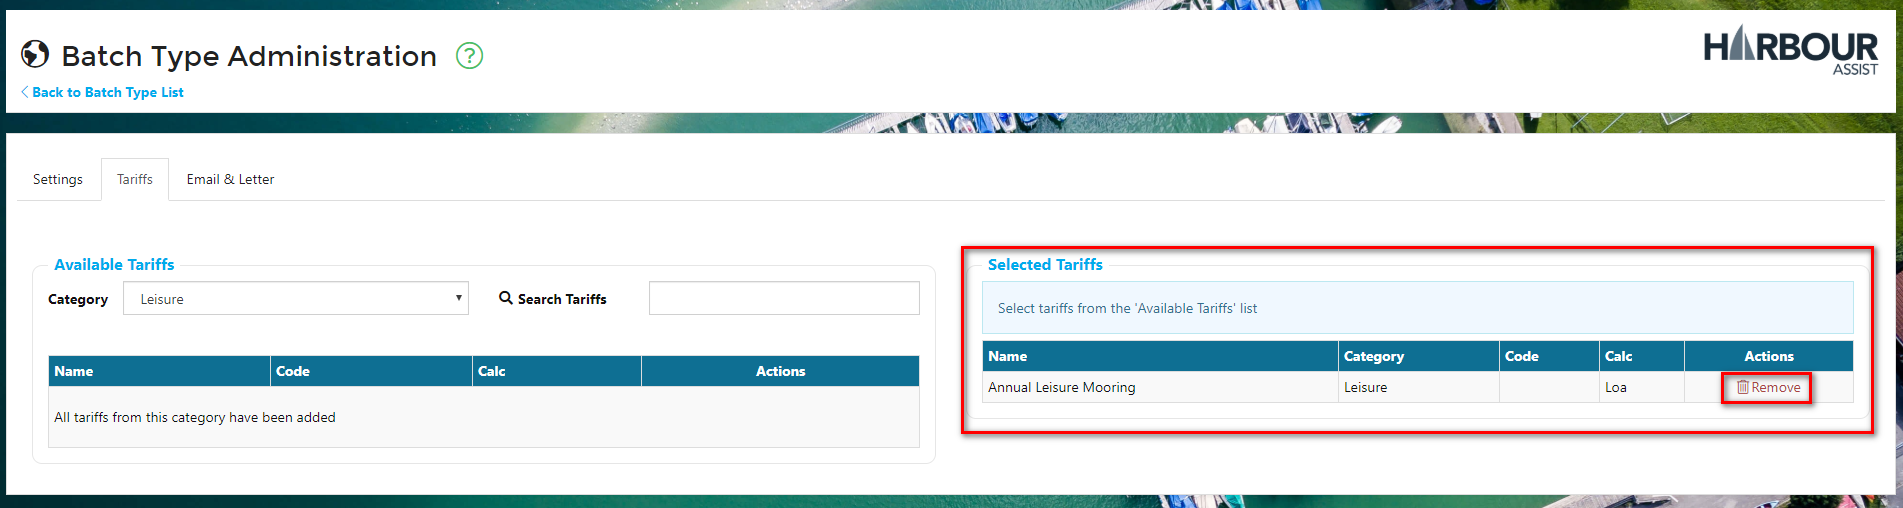 Batch Type Administration ?
Back to Batch Type List
HARBOUR
ASSIST
Settings Tariffs Email & Letter
Available Tariffs
Category Leisure Search Tariffs
Name Code Calc Actions
All tariffs from this category have been added
Selected Tariffs
Select tariffs from the 'Available Tariffs' list
Name Category Code Calc Actions
Annual Leisure Mooring Leisure Loa Remove